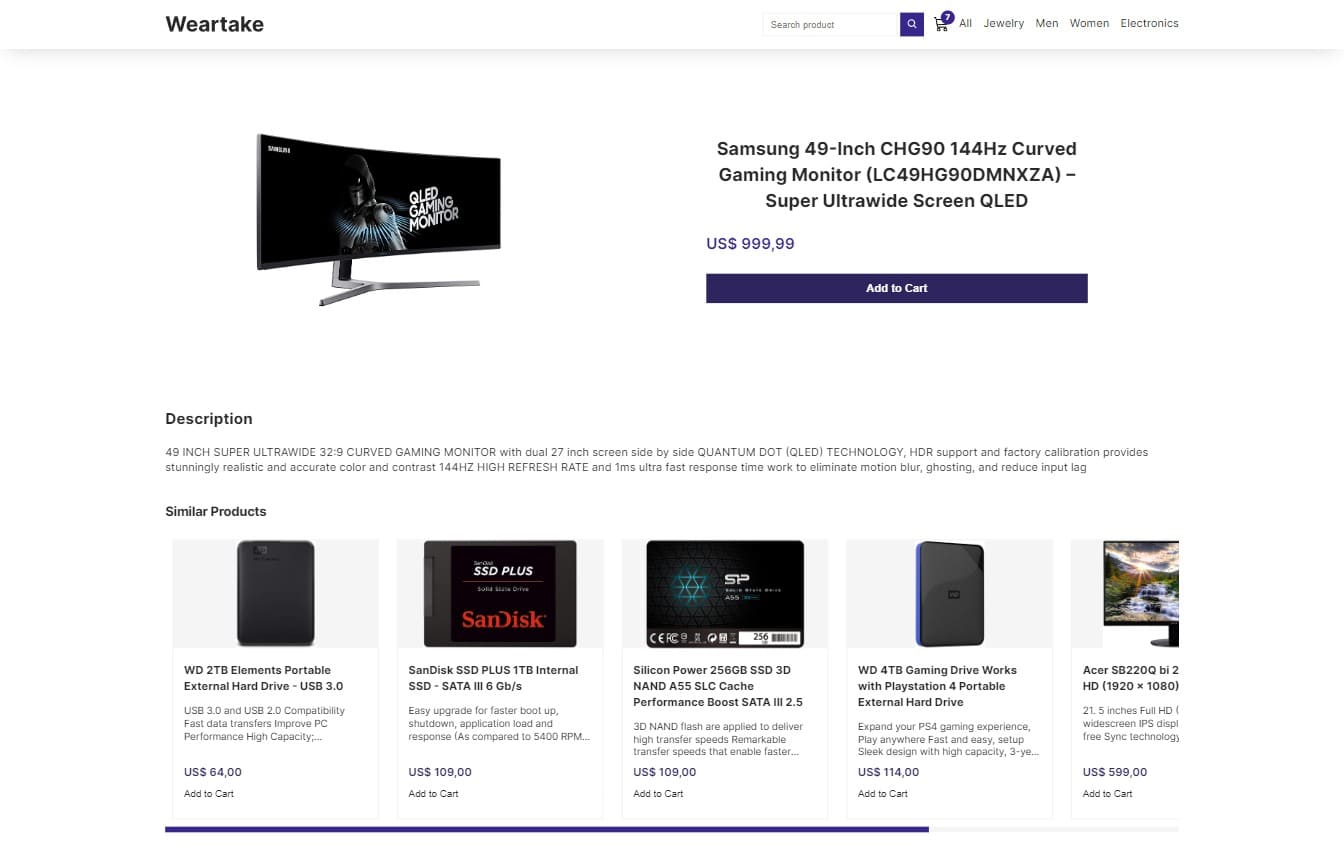 Weartake
Search product
7
All
Jewelry
Men
Women
Electronics
SAMSUNG
QLED
GAMING
MONITOR
Samsung 49-Inch CHG90 144Hz Curved
Gaming Monitor (LC49HG90DMNXZA) –
Super Ultrawide Screen QLED
US$ 999,99
Add to Cart
Description
49 INCH SUPER ULTRAWIDE 32:9 CURVED GAMING MONITOR with dual 27 inch screen side by side QUANTUM DOT (QLED) TECHNOLOGY, HDR support and factory calibration provides
stunningly realistic and accurate color and contrast 144HZ HIGH REFRESH RATE and 1ms ultra fast response time work to eliminate motion blur, ghosting, and reduce input lag
Similar Products
WD 2TB Elements Portable
External Hard Drive - USB 3.0
USB 3.0 and USB 2.0 Compatibility
Fast data transfers Improve PC
Performance High Capacity;...
US$ 64,00
Add to Cart
SanDisk
SSD PLUS
Solid State Drive
SanDisk
SanDisk SSD PLUS 1TB Internal
SSD - SATA III 6 Gb/s
Easy upgrade for faster boot up,
shutdown, application load and
response (As compared to 5400 RPM...
US$ 109,00
Add to Cart
SP
Solid State Drive
A55
256
GB
Silicon Power 256GB SSD 3D
NAND A55 SLC Cache
Performance Boost SATA III 2.5
3D NAND flash are applied to deliver
high transfer speeds Remarkable
transfer speeds that enable faster...
US$ 109,00
Add to Cart
WD
WD 4TB Gaming Drive Works
with Playstation 4 Portable
External Hard Drive
Expand your PS4 gaming experience,
Play anywhere Fast and easy, setup
Sleek design with high capacity, 3-ye...
US$ 114,00
Add to Cart
Acer SB220Q bi 2
HD (1920 × 1080)
21. 5 inches Full HD (
widescreen IPS displ
free Sync technology
US$ 599,00
Add to Cart